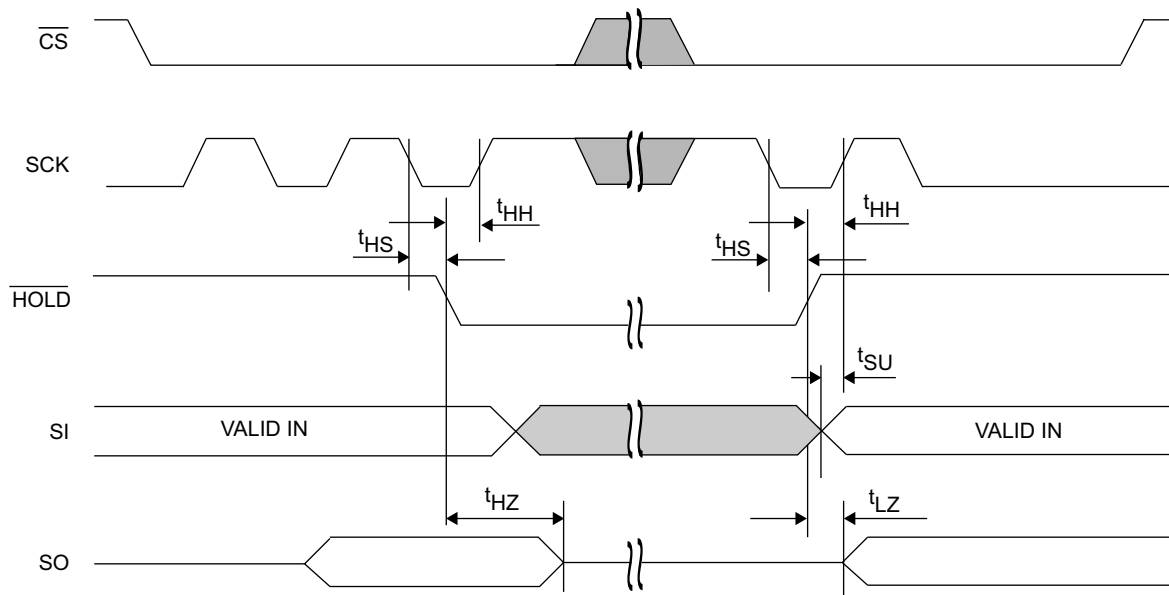 CS
SCK
tHH
tHH
tHS
tHS
HOLD
tSU
SI
VALID IN
VALID IN
tHZ
tLZ
SO